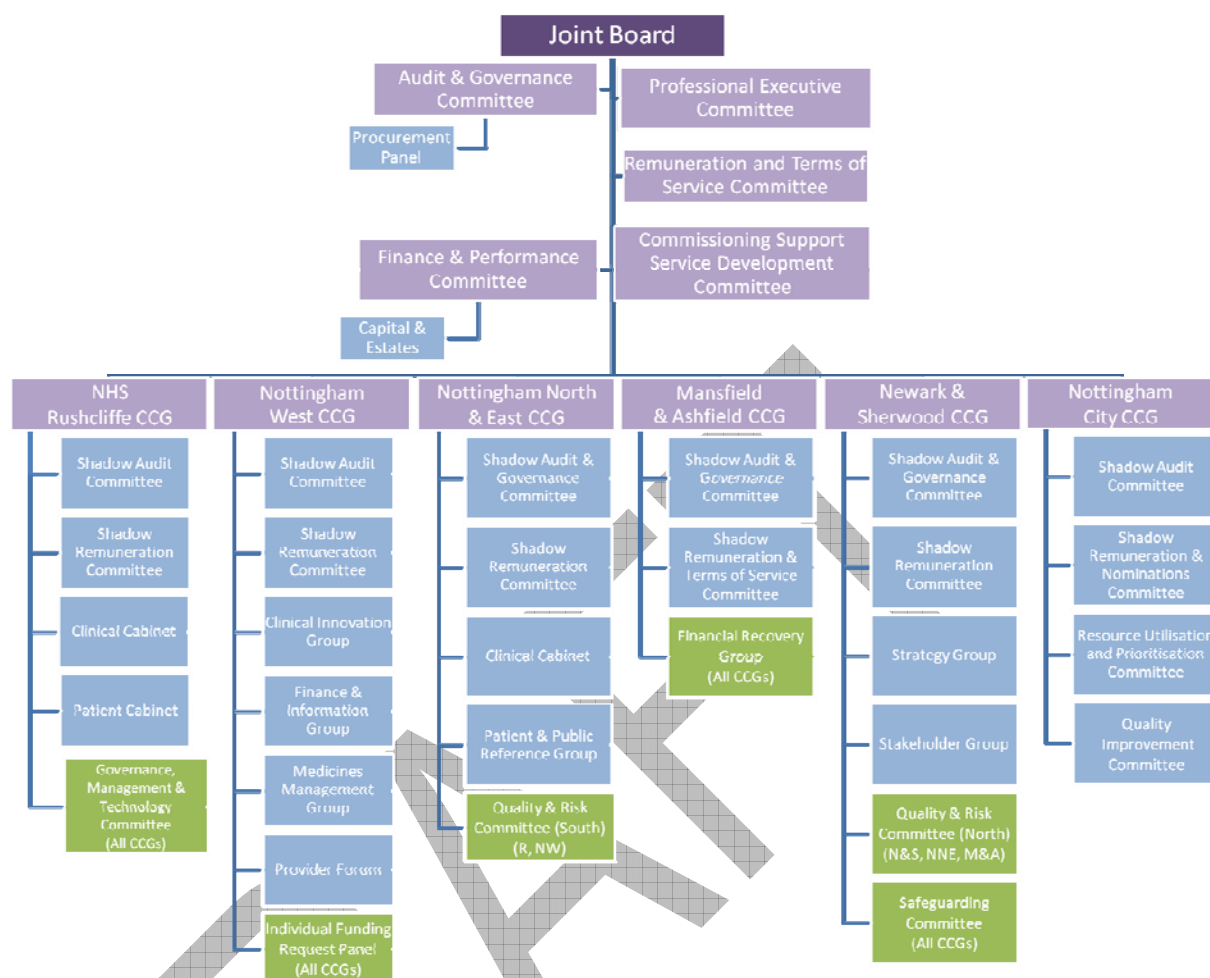 Joint Board
Audit & Governance
Committee
Professional Executive
Committee
Procurement
Panel
Remuneration and Terms of
Service Committee
Finance & Performance
Committee
Commissioning Support
Service Development
Committee
Capital &
Estates
NHS
Rushcliffe CCG
Shadow Audit
Committee
Shadow
Remuneration
Committee
Clinical Cabinet
Patient Cabinet
Governance,
Management &
Technology
Committee
(All CCGs)
Nottingham
West CCG
Shadow Audit
Committee
Shadow
Remuneration
Committee
Clinical Innovation
Group
Finance &
Information
Group
Medicines
Management
Group
Provider Forum
Individual Funding
Request Panel
(All CCGs)
Nottingham North
& East CCG
Shadow Audit &
Governance
Committee
Shadow
Remuneration
Committee
Clinical Cabinet
Patient & Public
Reference Group
Quality & Risk
Committee (South)
(R, NW)
Mansfield
& Ashfield CCG
Shadow Audit &
Governance
Committee
Shadow
Remuneration &
Terms of Service
Committee
Financial Recovery
Group
(All CCGs)
Newark &
Sherwood CCG
Shadow Audit &
Governance
Committee
Shadow
Remuneration
Committee
Strategy Group
Stakeholder Group
Quality & Risk
Committee (North)
(N&S, NNE, M&A)
Safeguarding
Committee
(All CCGs)
Nottingham
City CCG
Shadow Audit
Committee
Shadow
Remuneration &
Nominations
Committee
Resource Utilisation
and Prioritisation
Committee
Quality
Improvement
Committee